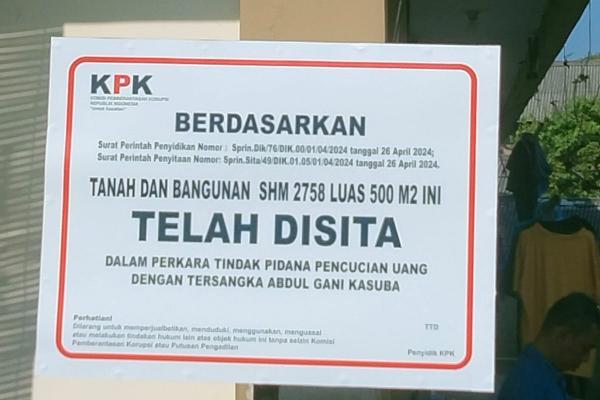 KPK
KOMISI PEMBERANTASAN KORUPSI
REPUBLIK INDONESIA
BERDASARKAN
Surat Perintah Penyidikan Nomor : Sprin.Dik/76/DIK.00/01/04/2024 tanggal 26 April 2024;
Surat Perintah Penyitaan Nomor: Sprin.Sita/49/DIK.01.05/01/04/2024 tanggal 26 April 2024.
TANAH DAN BANGUNAN SHM 2758 LUAS 500 M2 INI
TELAH DISITA
DALAM PERKARA TINDAK PIDANA PENCUCIAN UANG
DENGAN TERSANGKA ABDUL GANI KASUBA
Perhatian!
Dilarang untuk memperjualbelikan, menduduki, menggunakan, menguasai
atau melakukan tindakan hukum lain atas objek hukum ini tanpa seizin Komisi
Pemberantasan Korupsi atau Putusan Pengadilan
TTD
Penyidik KPK